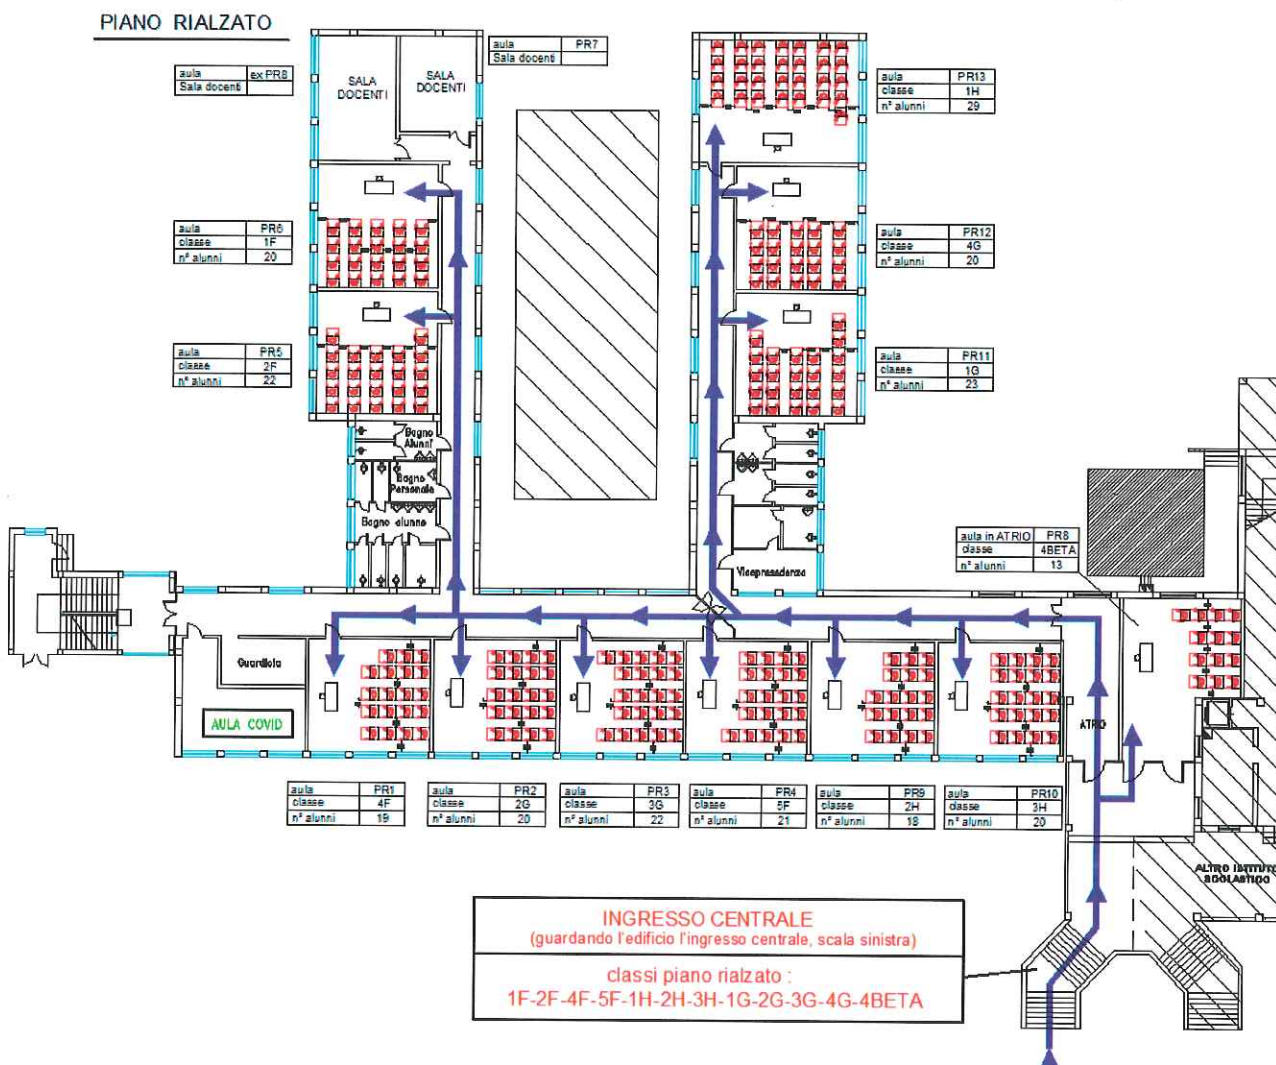 PIANO RIALZATO
aula ex PR8
Sala docenti
SALA DOCENTI
SALA DOCENTI
aula PR7
Sala docenti
aula PR13
classe 1H
n° alunni 29
aula PR6
classe 1F
n° alunni 20
aula PR12
classe 4G
n° alunni 20
aula PR5
classe 2F
n° alunni 22
aula PR11
classe 1G
n° alunni 23
Bagno Alunni
Bagno Personale
Bagno alunne
Vicepresidenza
aula in ATRIO PR8
classe 4BETA
n° alunni 13
Guardiola
AULA COVID
ATRIO
aula PR1
classe 4F
n° alunni 19
aula PR2
classe 2G
n° alunni 20
aula PR3
classe 3G
n° alunni 22
aula PR4
classe 5F
n° alunni 21
aula PR9
classe 2H
n° alunni 18
aula PR10
classe 3H
n° alunni 20
ALTRO ISTITUTO
SCOLASTICO
INGRESSO CENTRALE
(guardando l'edificio l'ingresso centrale, scala sinistra)
classi piano rialzato :
1F-2F-4F-5F-1H-2H-3H-1G-2G-3G-4G-4BETA